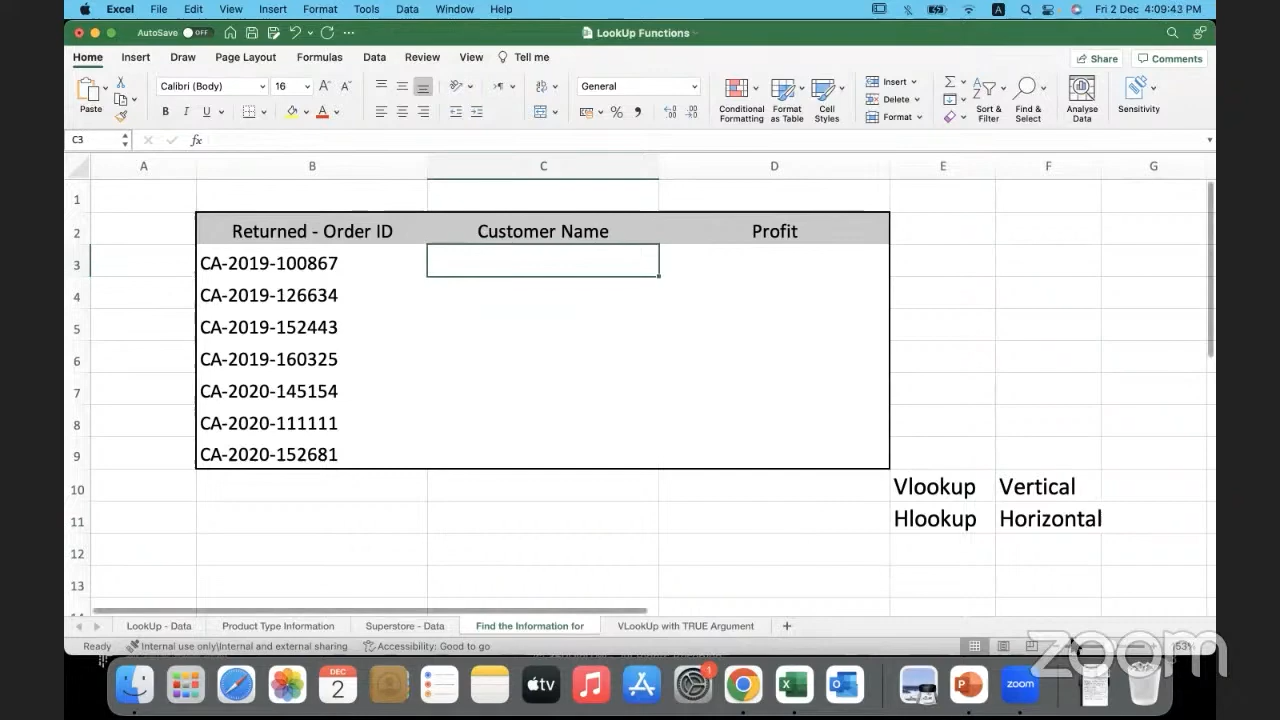 Excel File Edit View Insert Format Tools Data Window Help A Fri 2 Dec 4:09:43 PM
AutoSave OFF LookUp Functions
Home Insert Draw Page Layout Formulas Data Review View Tell me Share Comments
Paste Calibri (Body) 16 A A General Conditional Formatting Format as Table Cell Styles Insert Delete Format Sort & Filter Find & Select Analyse Data Sensitivity
B I U A % 
C3 fx
A B C D E F G
1
2 Returned - Order ID Customer Name Profit
3 CA-2019-100867
4 CA-2019-126634
5 CA-2019-152443
6 CA-2019-160325
7 CA-2020-145154
8 CA-2020-111111
9 CA-2020-152681
10 Vlookup Vertical
11 Hlookup Horizontal
12
13
LookUp - Data Product Type Information Superstore - Data Find the Information for VLookUp with TRUE Argument +
Ready Internal use only\Internal and external sharing Accessibility: Good to go
zoom
DEC 2 tv 1 zoom